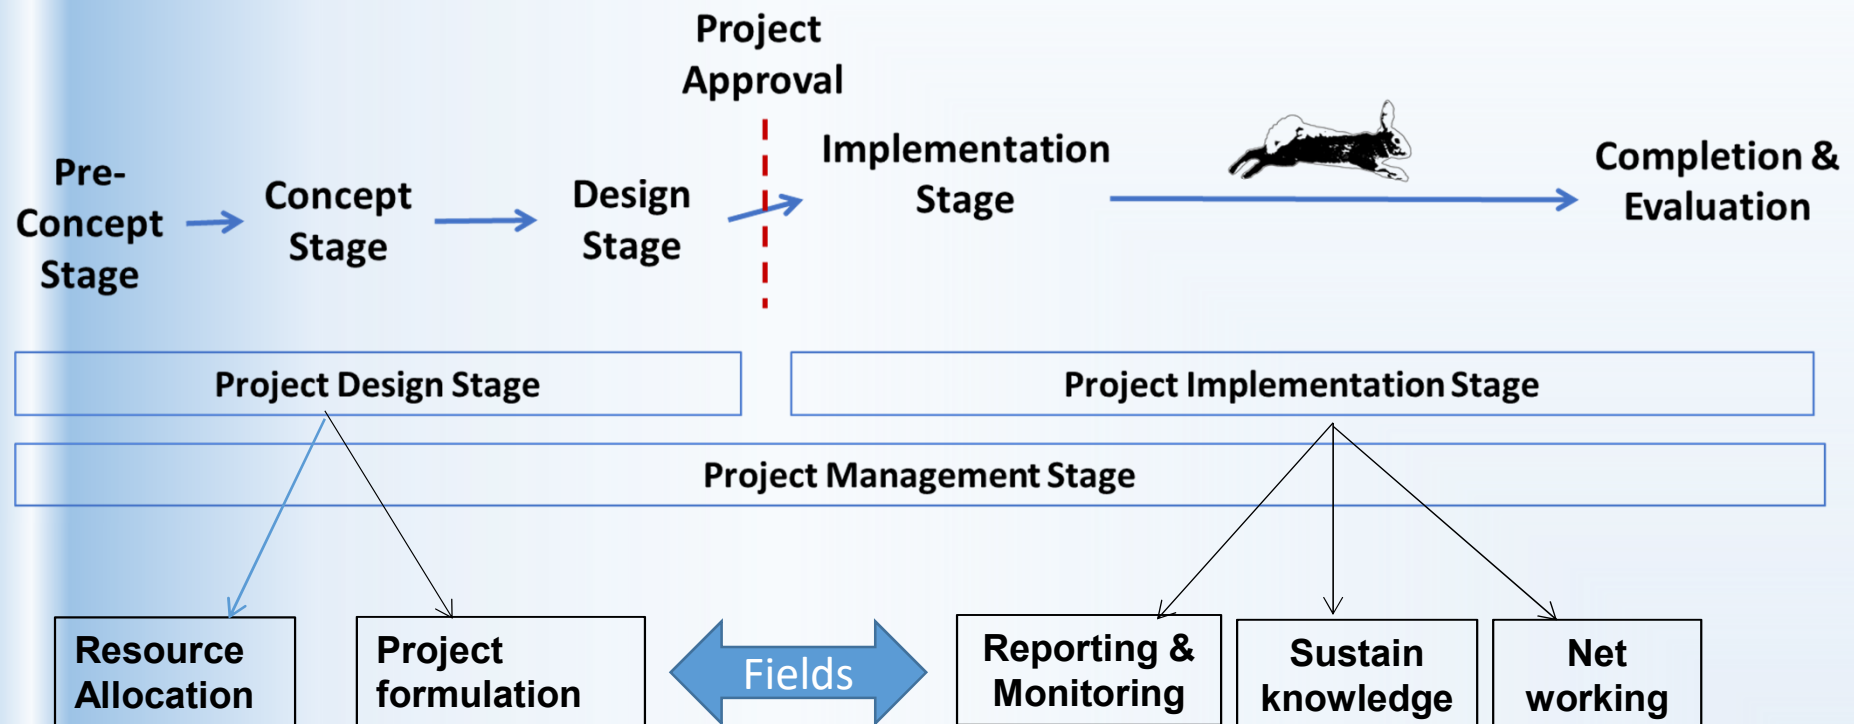 Project
Approval
Pre-
Concept
Stage
Concept
Stage
Design
Stage
Implementation
Stage
Completion &
Evaluation
Project Design Stage
Project Implementation Stage
Project Management Stage
Resource
Allocation
Project
formulation
Fields
Reporting &
Monitoring
Sustain
knowledge
Net
working